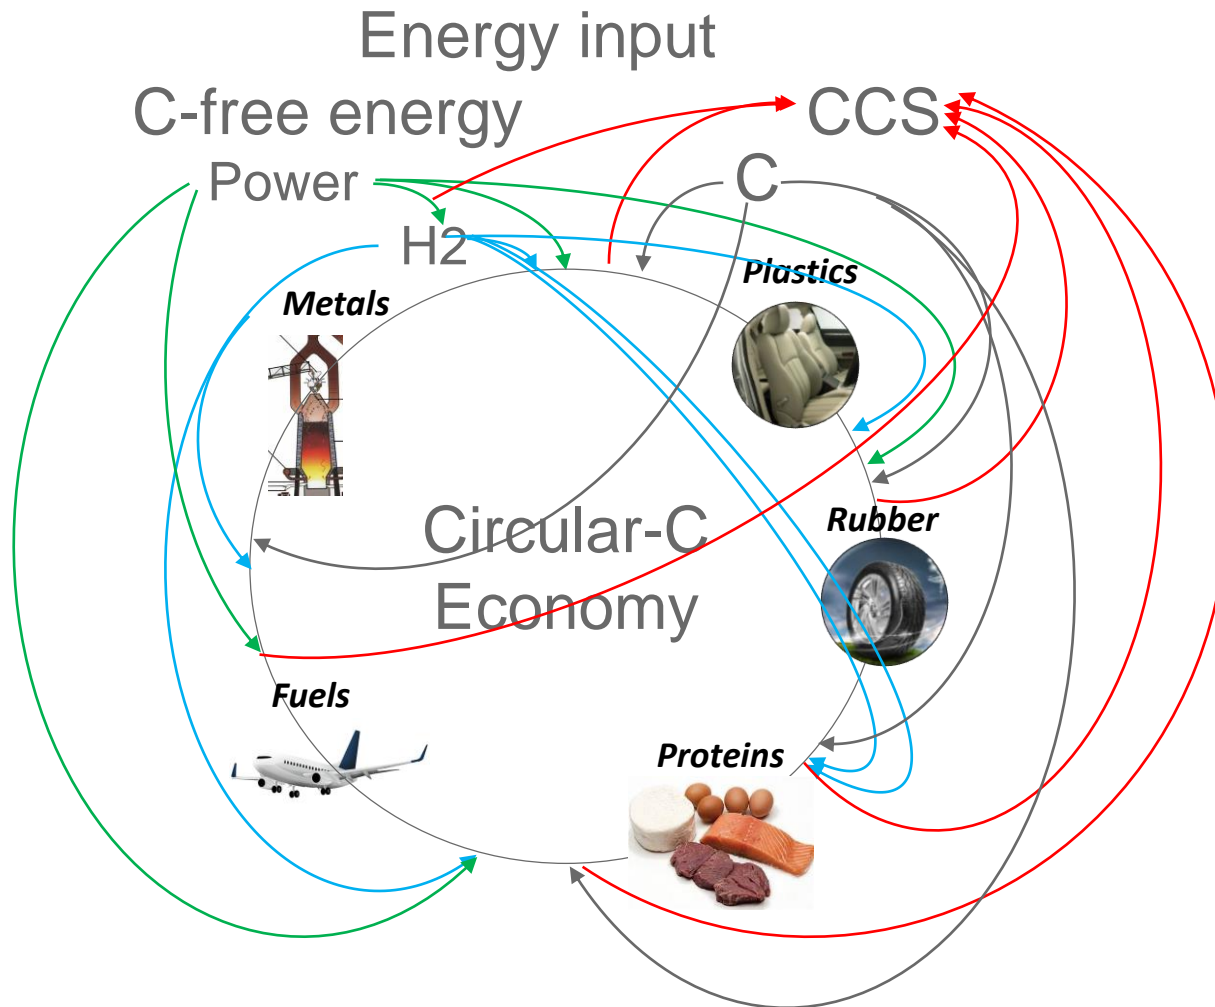 Energy input
C-free energy
CCS
Power
C
H2
Plastics
Metals
Circular-C
Economy
Rubber
Fuels
Proteins